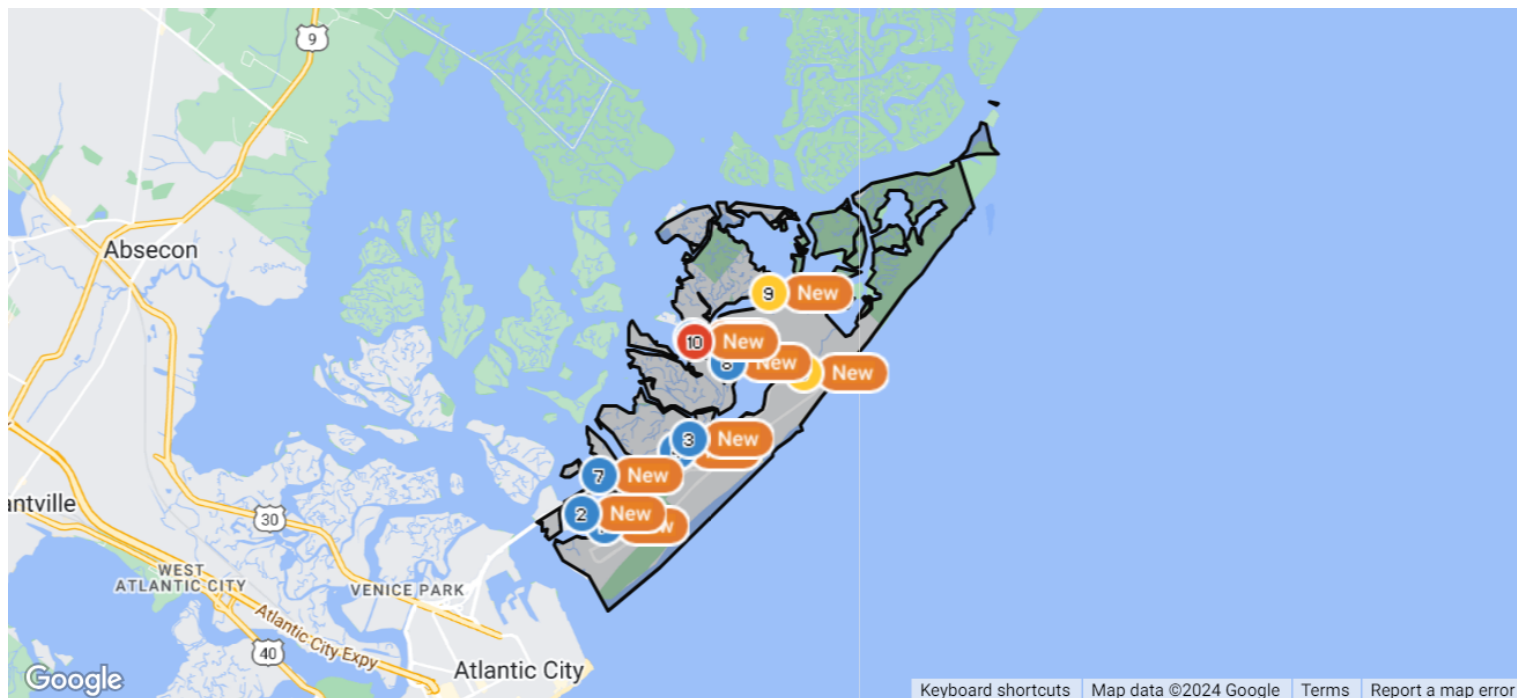 9
Absecon
9
New
10
New
8
New
New
3
New
7
New
antville
2
New
30
WEST
ATLANTIC CITY
VENICE PARK
Atlantic City Expy
40
Atlantic City
Google
Keyboard shortcuts
Map data ©2024 Google
Terms
Report a map error